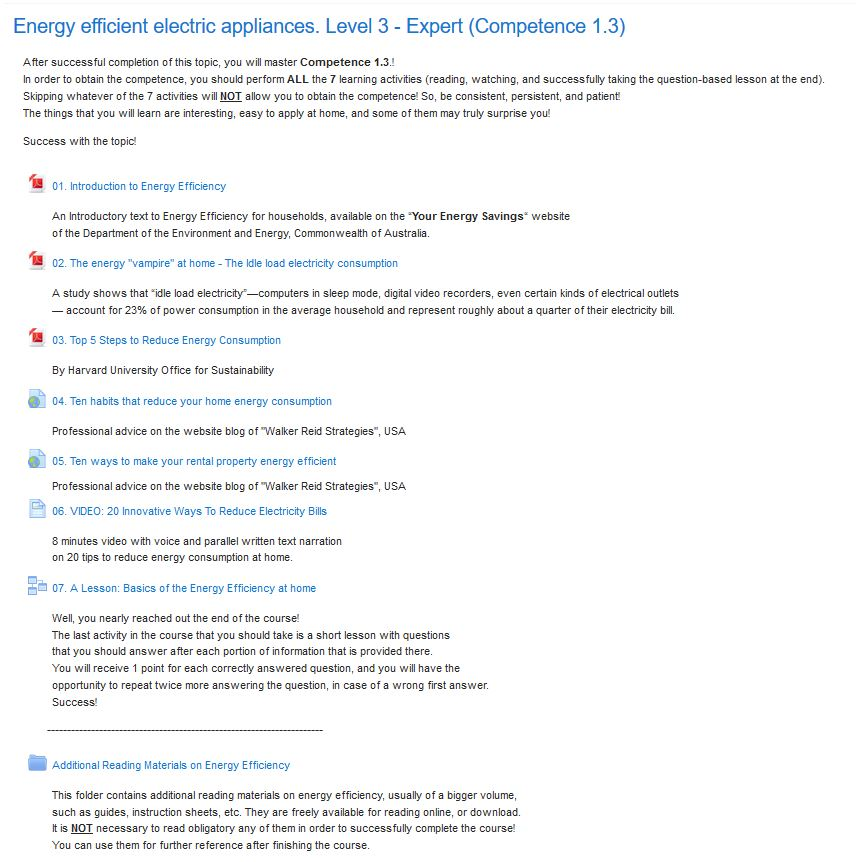 Energy efficient electric appliances. Level 3 - Expert (Competence 1.3)
After successful completion of this topic, you will master Competence 1.3.!
In order to obtain the competence, you should perform ALL the 7 learning activities (reading, watching, and successfully taking the question-based lesson at the end).
Skipping whatever of the 7 activities will NOT allow you to obtain the competence! So, be consistent, persistent, and patient!
The things that you will learn are interesting, easy to apply at home, and some of them may truly surprise you!
Success with the topic!
01. Introduction to Energy Efficiency
An Introductory text to Energy Efficiency for households, available on the “Your Energy Savings“ website
of the Department of the Environment and Energy, Commonwealth of Australia.
02. The energy "vampire" at home - The Idle load electricity consumption
A study shows that “idle load electricity”—computers in sleep mode, digital video recorders, even certain kinds of electrical outlets
— account for 23% of power consumption in the average household and represent roughly about a quarter of their electricity bill.
03. Top 5 Steps to Reduce Energy Consumption
By Harvard University Office for Sustainability
04. Ten habits that reduce your home energy consumption
Professional advice on the website blog of "Walker Reid Strategies", USA
05. Ten ways to make your rental property energy efficient
Professional advice on the website blog of "Walker Reid Strategies", USA
06. VIDEO: 20 Innovative Ways To Reduce Electricity Bills
8 minutes video with voice and parallel written text narration
on 20 tips to reduce energy consumption at home.
07. A Lesson: Basics of the Energy Efficiency at home
Well, you nearly reached out the end of the course!
The last activity in the course that you should take is a short lesson with questions
that you should answer after each portion of information that is provided there.
You will receive 1 point for each correctly answered question, and you will have the
opportunity to repeat twice more answering the question, in case of a wrong first answer.
Success!
---------------------------------------------------------------------
Additional Reading Materials on Energy Efficiency
This folder contains additional reading materials on energy efficiency, usually of a bigger volume,
such as guides, instruction sheets, etc. They are freely available for reading online, or download.
It is NOT necessary to read obligatory any of them in order to successfully complete the course!
You can use them for further reference after finishing the course.